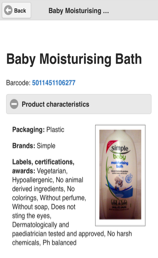 Back
Baby Moisturising ...
Baby Moisturising Bath
Barcode: 5011451106277
Product characteristics
Packaging: Plastic
Brands: Simple
Labels, certifications,
awards: Vegetarian,
Hypoallergenic, No animal
derived ingredients, No
colorings, Without perfume,
Without soap, Does not
sting the eyes,
Dermatologically and
paediatrician tested and approved, No harsh
chemicals, Ph balanced
simple
baby